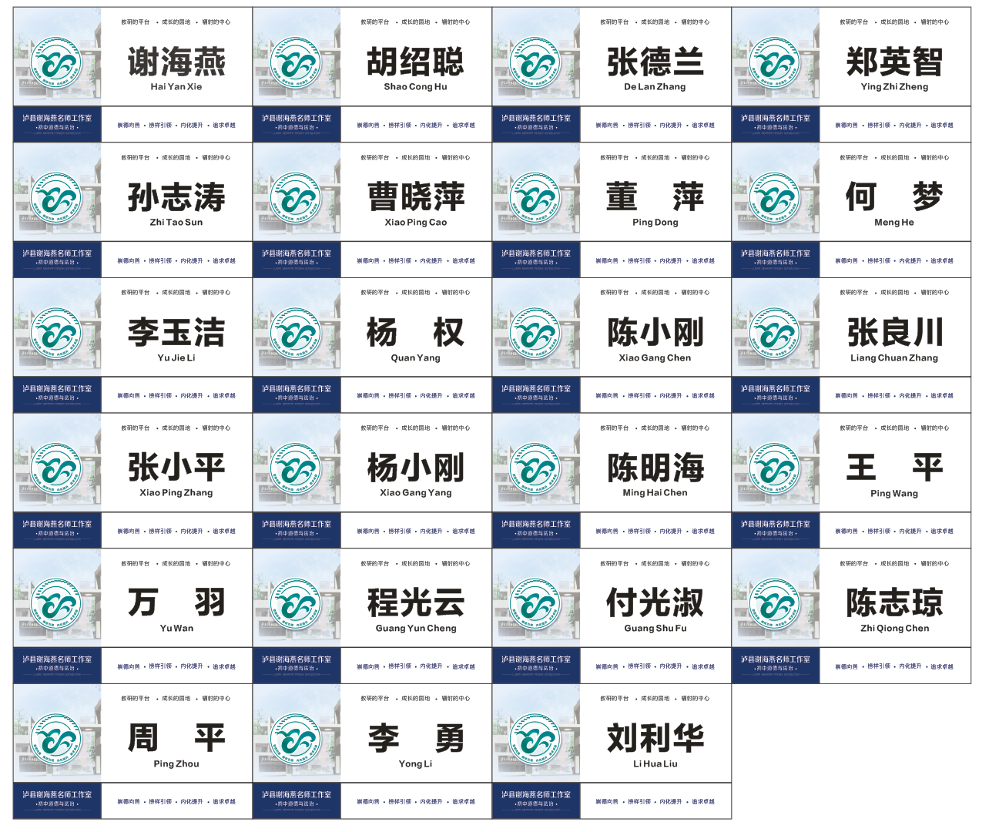 教研的平台 • 成长的园地 • 辐射的中心
谢海燕
Hai Yan Xie
泸县谢海燕名师工作室
•初中道德与法治•
崇德向善 • 榜样引领 • 内化提升 • 追求卓越
教研的平台 • 成长的园地 • 辐射的中心
胡绍聪
Shao Cong Hu
泸县谢海燕名师工作室
•初中道德与法治•
崇德向善 • 榜样引领 • 内化提升 • 追求卓越
教研的平台 • 成长的园地 • 辐射的中心
张德兰
De Lan Zhang
泸县谢海燕名师工作室
•初中道德与法治•
崇德向善 • 榜样引领 • 内化提升 • 追求卓越
教研的平台 • 成长的园地 • 辐射的中心
郑英智
Ying Zhi Zheng
泸县谢海燕名师工作室
•初中道德与法治•
崇德向善 • 榜样引领 • 内化提升 • 追求卓越
教研的平台 • 成长的园地 • 辐射的中心
孙志涛
Zhi Tao Sun
泸县谢海燕名师工作室
•初中道德与法治•
崇德向善 • 榜样引领 • 内化提升 • 追求卓越
教研的平台 • 成长的园地 • 辐射的中心
曹晓萍
Xiao Ping Cao
泸县谢海燕名师工作室
•初中道德与法治•
崇德向善 • 榜样引领 • 内化提升 • 追求卓越
教研的平台 • 成长的园地 • 辐射的中心
董 萍
Ping Dong
泸县谢海燕名师工作室
•初中道德与法治•
崇德向善 • 榜样引领 • 内化提升 • 追求卓越
教研的平台 • 成长的园地 • 辐射的中心
何 梦
Meng He
泸县谢海燕名师工作室
•初中道德与法治•
崇德向善 • 榜样引领 • 内化提升 • 追求卓越
教研的平台 • 成长的园地 • 辐射的中心
李玉洁
Yu Jie Li
泸县谢海燕名师工作室
•初中道德与法治•
崇德向善 • 榜样引领 • 内化提升 • 追求卓越
教研的平台 • 成长的园地 • 辐射的中心
杨 权
Quan Yang
泸县谢海燕名师工作室
•初中道德与法治•
崇德向善 • 榜样引领 • 内化提升 • 追求卓越
教研的平台 • 成长的园地 • 辐射的中心
陈小刚
Xiao Gang Chen
泸县谢海燕名师工作室
•初中道德与法治•
崇德向善 • 榜样引领 • 内化提升 • 追求卓越
教研的平台 • 成长的园地 • 辐射的中心
张良川
Liang Chuan Zhang
泸县谢海燕名师工作室
•初中道德与法治•
崇德向善 • 榜样引领 • 内化提升 • 追求卓越
教研的平台 • 成长的园地 • 辐射的中心
张小平
Xiao Ping Zhang
泸县谢海燕名师工作室
•初中道德与法治•
崇德向善 • 榜样引领 • 内化提升 • 追求卓越
教研的平台 • 成长的园地 • 辐射的中心
杨小刚
Xiao Gang Yang
泸县谢海燕名师工作室
•初中道德与法治•
崇德向善 • 榜样引领 • 内化提升 • 追求卓越
教研的平台 • 成长的园地 • 辐射的中心
陈明海
Ming Hai Chen
泸县谢海燕名师工作室
•初中道德与法治•
崇德向善 • 榜样引领 • 内化提升 • 追求卓越
教研的平台 • 成长的园地 • 辐射的中心
王 平
Ping Wang
泸县谢海燕名师工作室
•初中道德与法治•
崇德向善 • 榜样引领 • 内化提升 • 追求卓越
教研的平台 • 成长的园地 • 辐射的中心
万 羽
Yu Wan
泸县谢海燕名师工作室
•初中道德与法治•
崇德向善 • 榜样引领 • 内化提升 • 追求卓越
教研的平台 • 成长的园地 • 辐射的中心
程光云
Guang Yun Cheng
泸县谢海燕名师工作室
•初中道德与法治•
崇德向善 • 榜样引领 • 内化提升 • 追求卓越
教研的平台 • 成长的园地 • 辐射的中心
付光淑
Guang Shu Fu
泸县谢海燕名师工作室
•初中道德与法治•
崇德向善 • 榜样引领 • 内化提升 • 追求卓越
教研的平台 • 成长的园地 • 辐射的中心
陈志琼
Zhi Qiong Chen
泸县谢海燕名师工作室
•初中道德与法治•
崇德向善 • 榜样引领 • 内化提升 • 追求卓越
教研的平台 • 成长的园地 • 辐射的中心
周 平
Ping Zhou
泸县谢海燕名师工作室
•初中道德与法治•
崇德向善 • 榜样引领 • 内化提升 • 追求卓越
教研的平台 • 成长的园地 • 辐射的中心
李 勇
Yong Li
泸县谢海燕名师工作室
•初中道德与法治•
崇德向善 • 榜样引领 • 内化提升 • 追求卓越
教研的平台 • 成长的园地 • 辐射的中心
刘利华
Li Hua Liu
泸县谢海燕名师工作室
•初中道德与法治•
崇德向善 • 榜样引领 • 内化提升 • 追求卓越